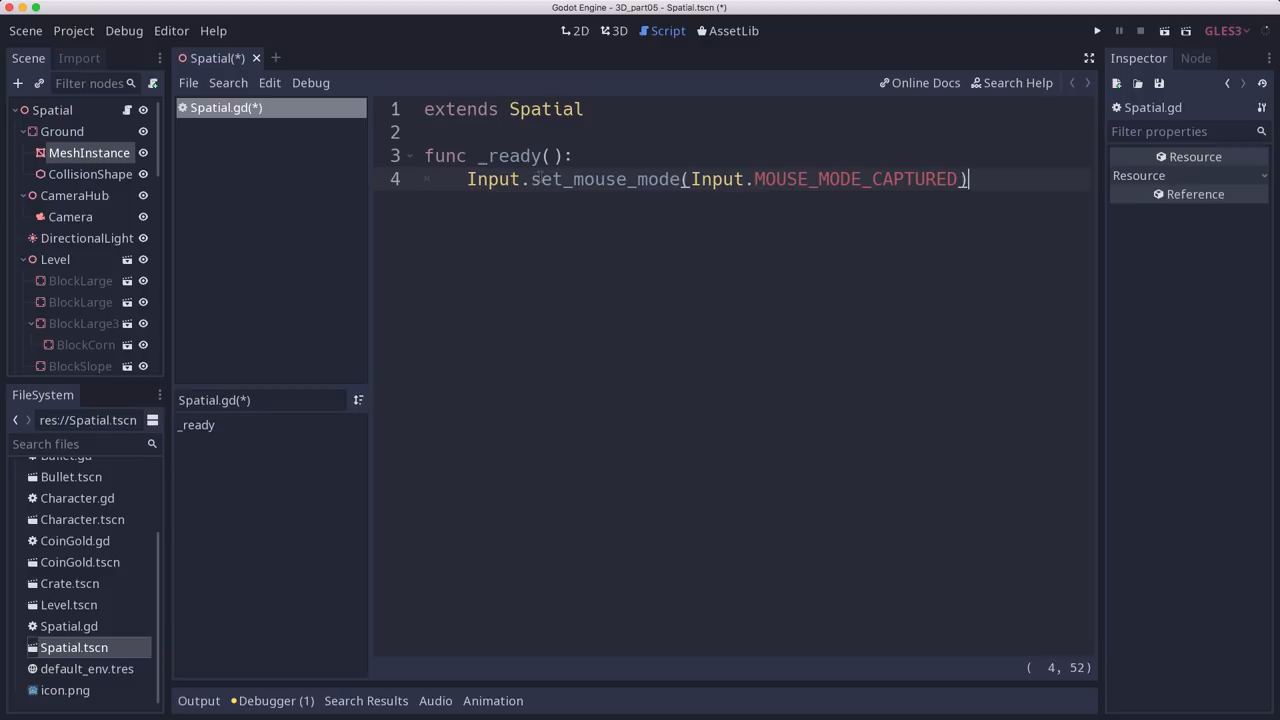 Godot Engine - 3D_part05 - Spatial.tscn (*)
Scene Project Debug Editor Help
2D 3D Script AssetLib
GLES3
Scene Import
Filter nodes
Spatial
Ground
MeshInstance
CollisionShape
CameraHub
Camera
DirectionalLight
Level
BlockLarge
BlockLarge
BlockLarge3
BlockCorn
BlockSlope
FileSystem
res://Spatial.tscn
Search files
Bullet.gd
Bullet.tscn
Character.gd
Character.tscn
CoinGold.gd
CoinGold.tscn
Crate.tscn
Level.tscn
Spatial.gd
Spatial.tscn
default_env.tres
icon.png
Spatial(*)
File Search Edit Debug
Online Docs Search Help
Spatial.gd(*)
Spatial.gd(*)
_ready
1 extends Spatial
2
3 func _ready():
4 Input.set_mouse_mode(Input.MOUSE_MODE_CAPTURED)
( 4, 52)
Output Debugger (1) Search Results Audio Animation
Inspector Node
Spatial.gd
Filter properties
Resource
Resource
Reference